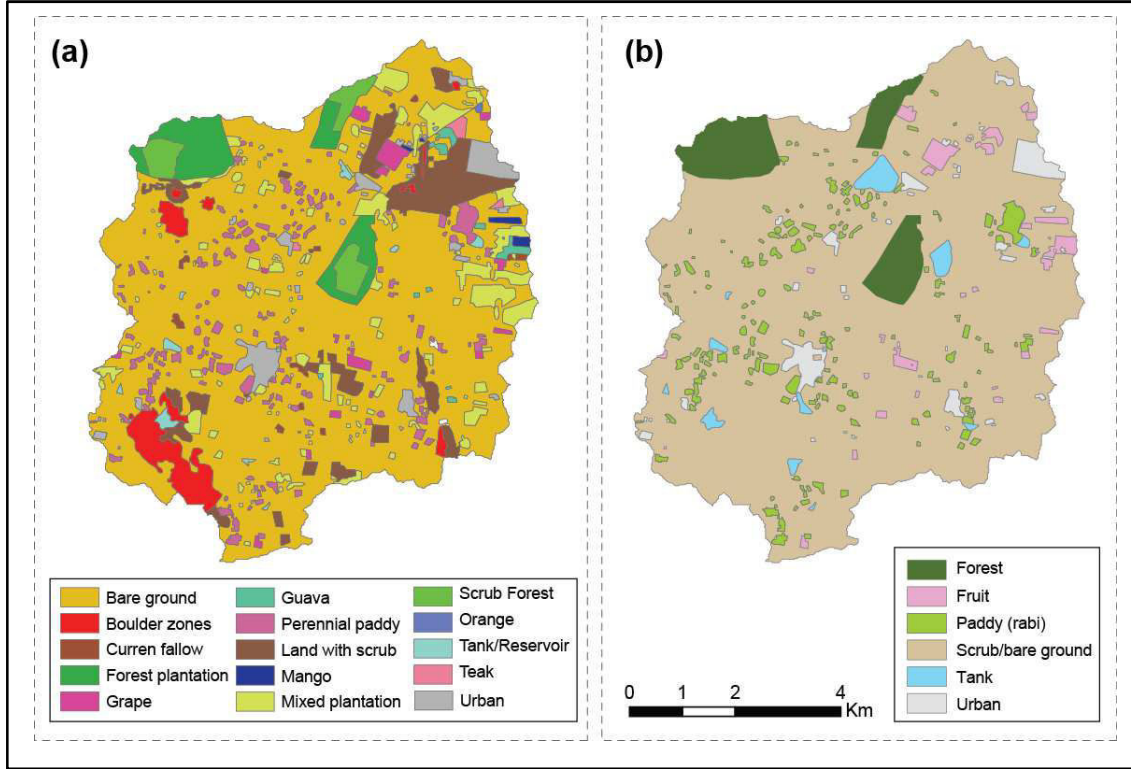 (a)
(b)
Bare ground
Boulder zones
Curren fallow
Forest plantation
Grape
Guava
Perennial paddy
Land with scrub
Mango
Mixed plantation
Scrub Forest
Orange
Tank/Reservoir
Teak
Urban
Forest
Fruit
Paddy (rabi)
Scrub/bare ground
Tank
Urban
0 1 2 4
Km